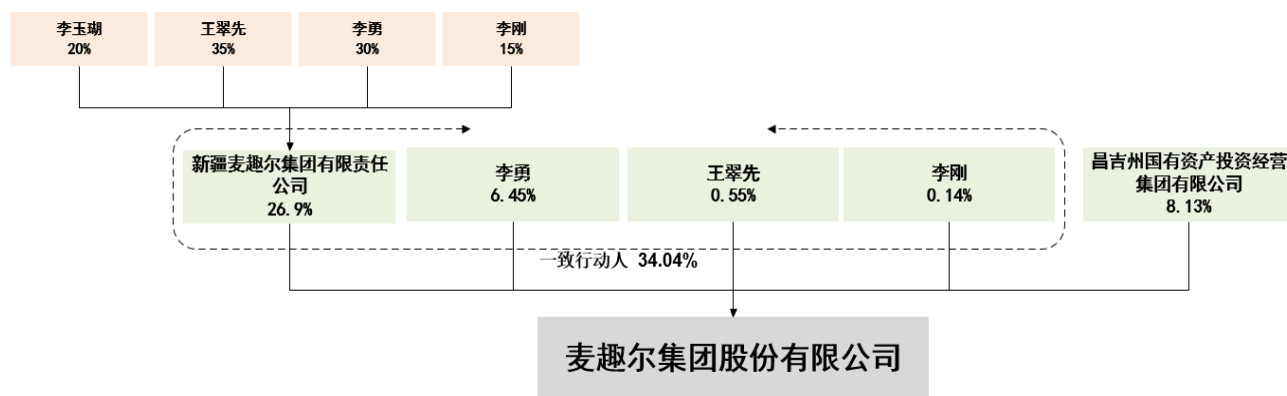 李玉瑚
20%
王翠先
35%
李勇
30%
李刚
15%
新疆麦趣尔集团有限责任
公司
26.9%
李勇
6.45%
王翠先
0.55%
李刚
0.14%
昌吉州国有资产投资经营
集团有限公司
8.13%
一致行动人 34.04%
麦趣尔集团股份有限公司